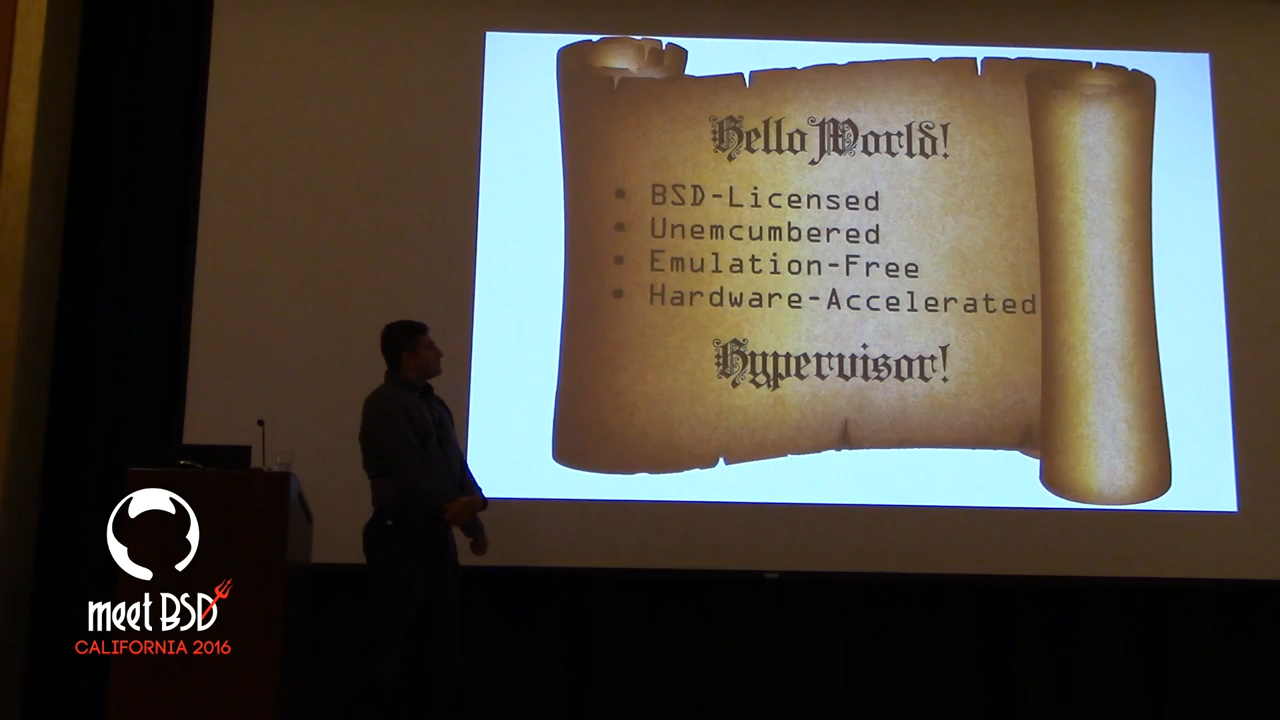 Hello World!
▪ BSD-Licensed
▪ Unemcumbered
▪ Emulation-Free
▪ Hardware-Accelerated
Hypervisor!
meet BSD
CALIFORNIA 2016